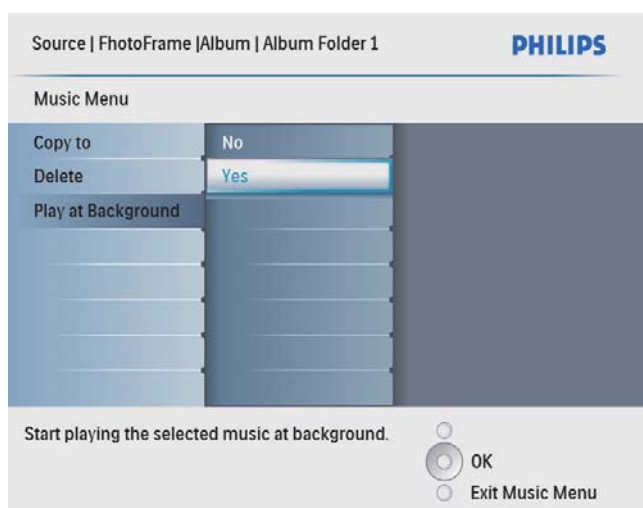 Source | FhotoFrame |Album | Album Folder 1
PHILIPS
Music Menu
Copy to
No
Delete
Yes
Play at Background
Start playing the selected music at background.
OK
Exit Music Menu